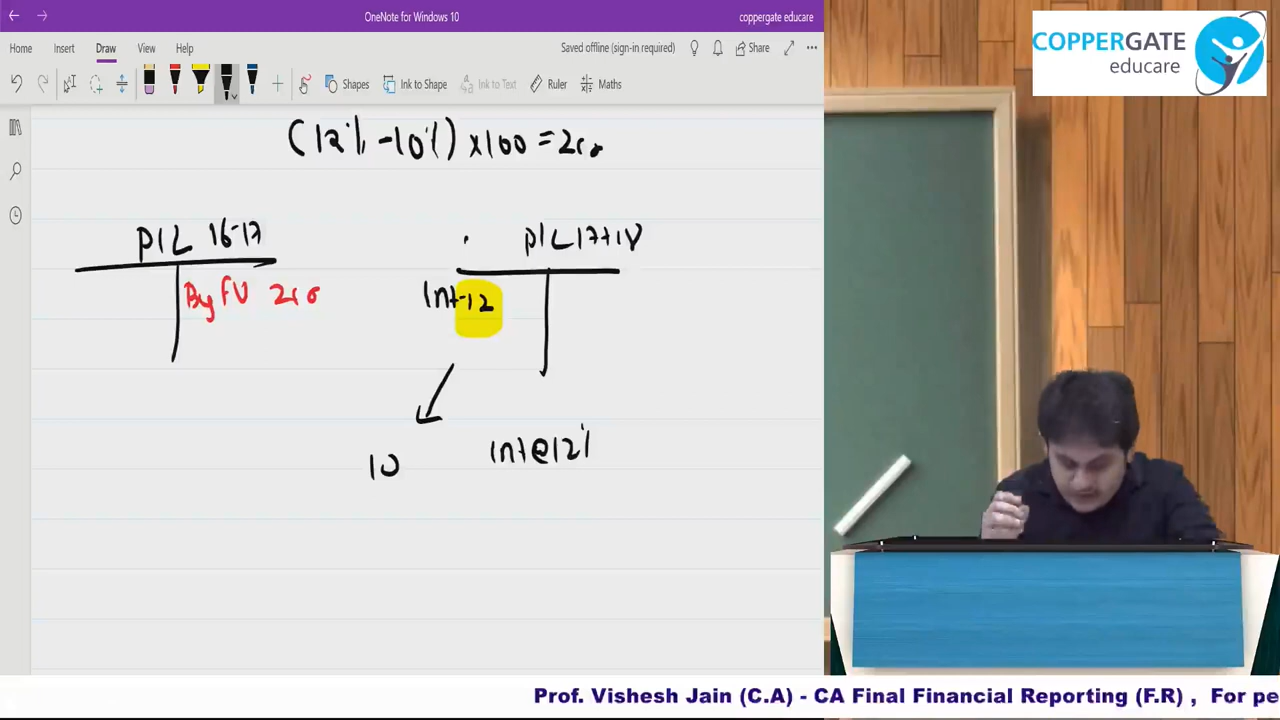 OneNote for Windows 10
coppergate educare
Home Insert Draw View Help
Saved offline (sign-in required)
Share
Shapes
Ink to Shape
Ink to Text
Ruler
Maths
COPPERGATE
educare
(12% - 10%) x100 = 2cr
P/L 16-17
P/L 17-18
By FV 2cr
Int-12
10
Int@12%
Prof. Vishesh Jain (C.A) - CA Final Financial Reporting (F.R) , For pe